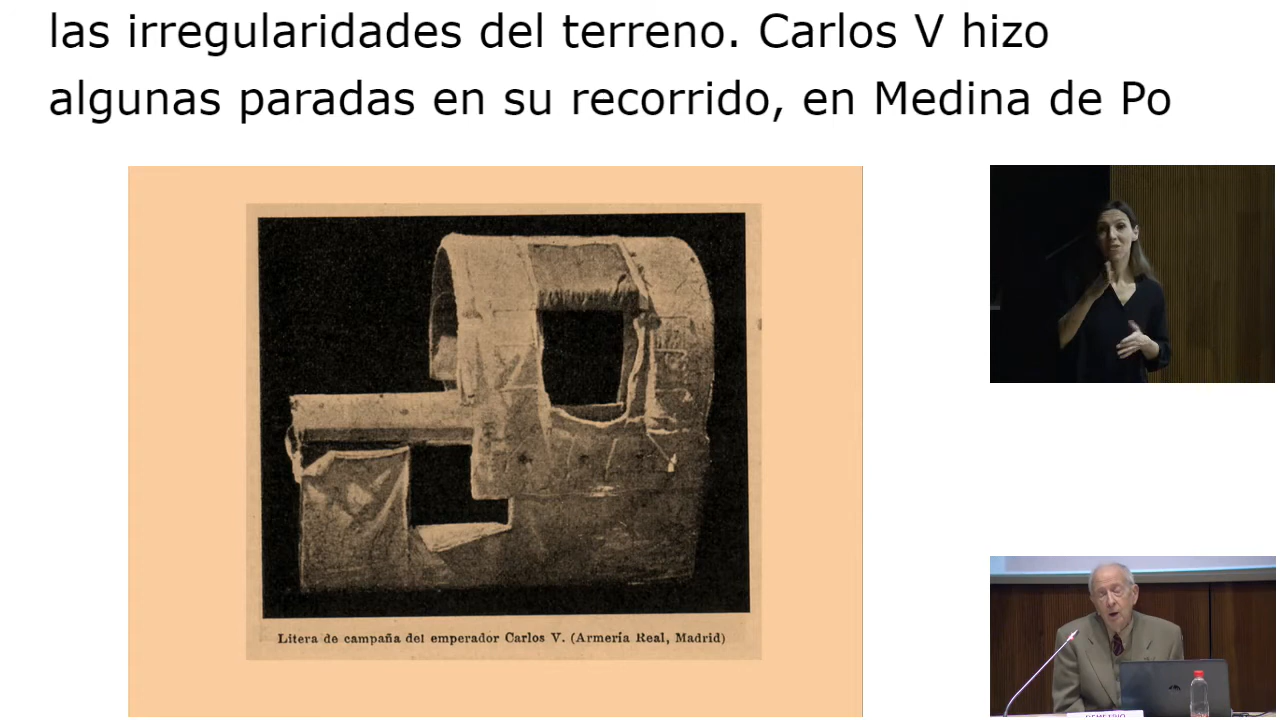 las irregularidades del terreno. Carlos V hizo
algunas paradas en su recorrido, en Medina de Po
Litera de campaña del emperador Carlos V. (Armería Real, Madrid)